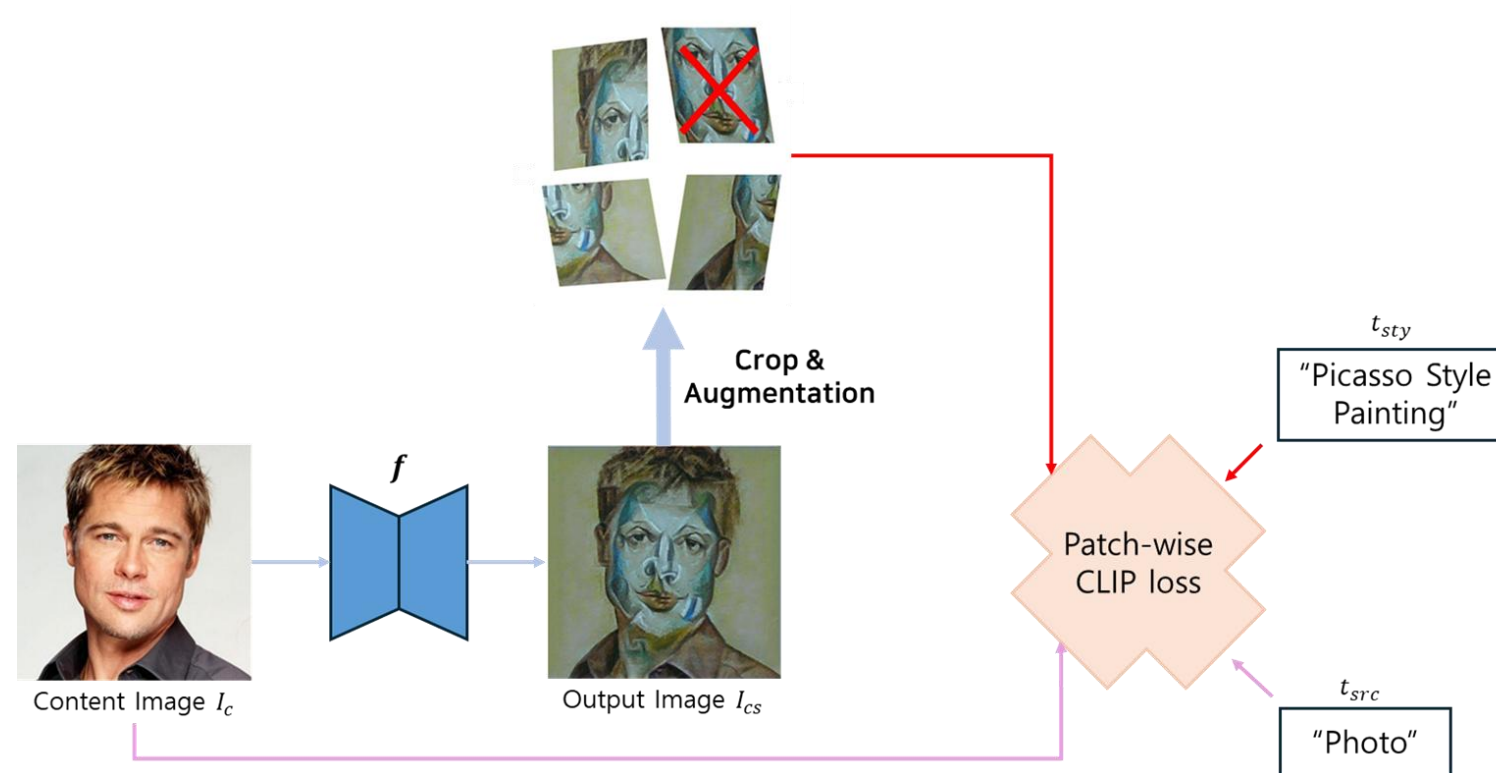 Crop &
Augmentation
t_sty
“Picasso Style
Painting”
f
Patch-wise
CLIP loss
Content Image I_c
Output Image I_cs
t_src
“Photo”